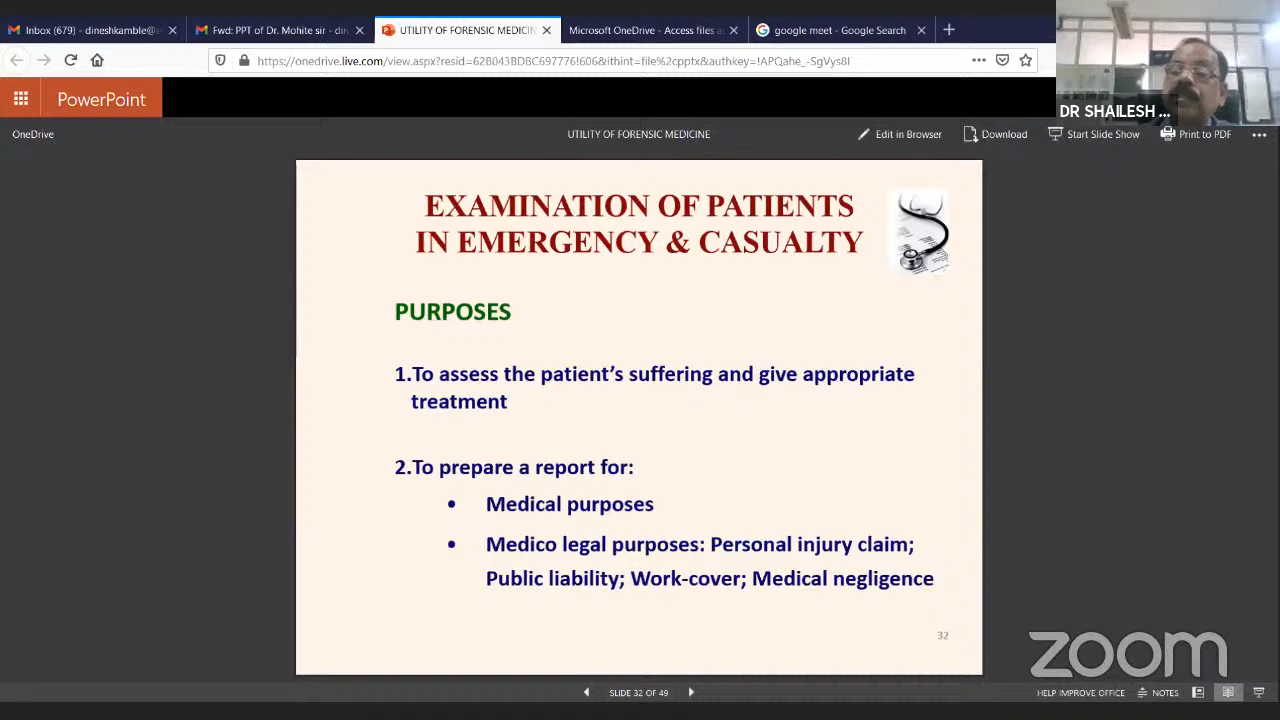 Inbox (679) - dineshkamble@s
Fwd: PPT of Dr. Mohite sir - din
UTILITY OF FORENSIC MEDICIN
Microsoft OneDrive - Access files a
google meet - Google Search
https://onedrive.live.com/view.aspx?resid=62B043BDBC697776!606&ithint=file%2cpptx&authkey=!APQahe_-SgVys8I
DR SHAILESH ...
PowerPoint
OneDrive
UTILITY OF FORENSIC MEDICINE
Edit in Browser
Download
Start Slide Show
Print to PDF
EXAMINATION OF PATIENTS
IN EMERGENCY & CASUALTY
PURPOSES
1.To assess the patient’s suffering and give appropriate
treatment
2.To prepare a report for:
• Medical purposes
• Medico legal purposes: Personal injury claim;
Public liability; Work-cover; Medical negligence
32
zoom
SLIDE 32 OF 49
HELP IMPROVE OFFICE
NOTES